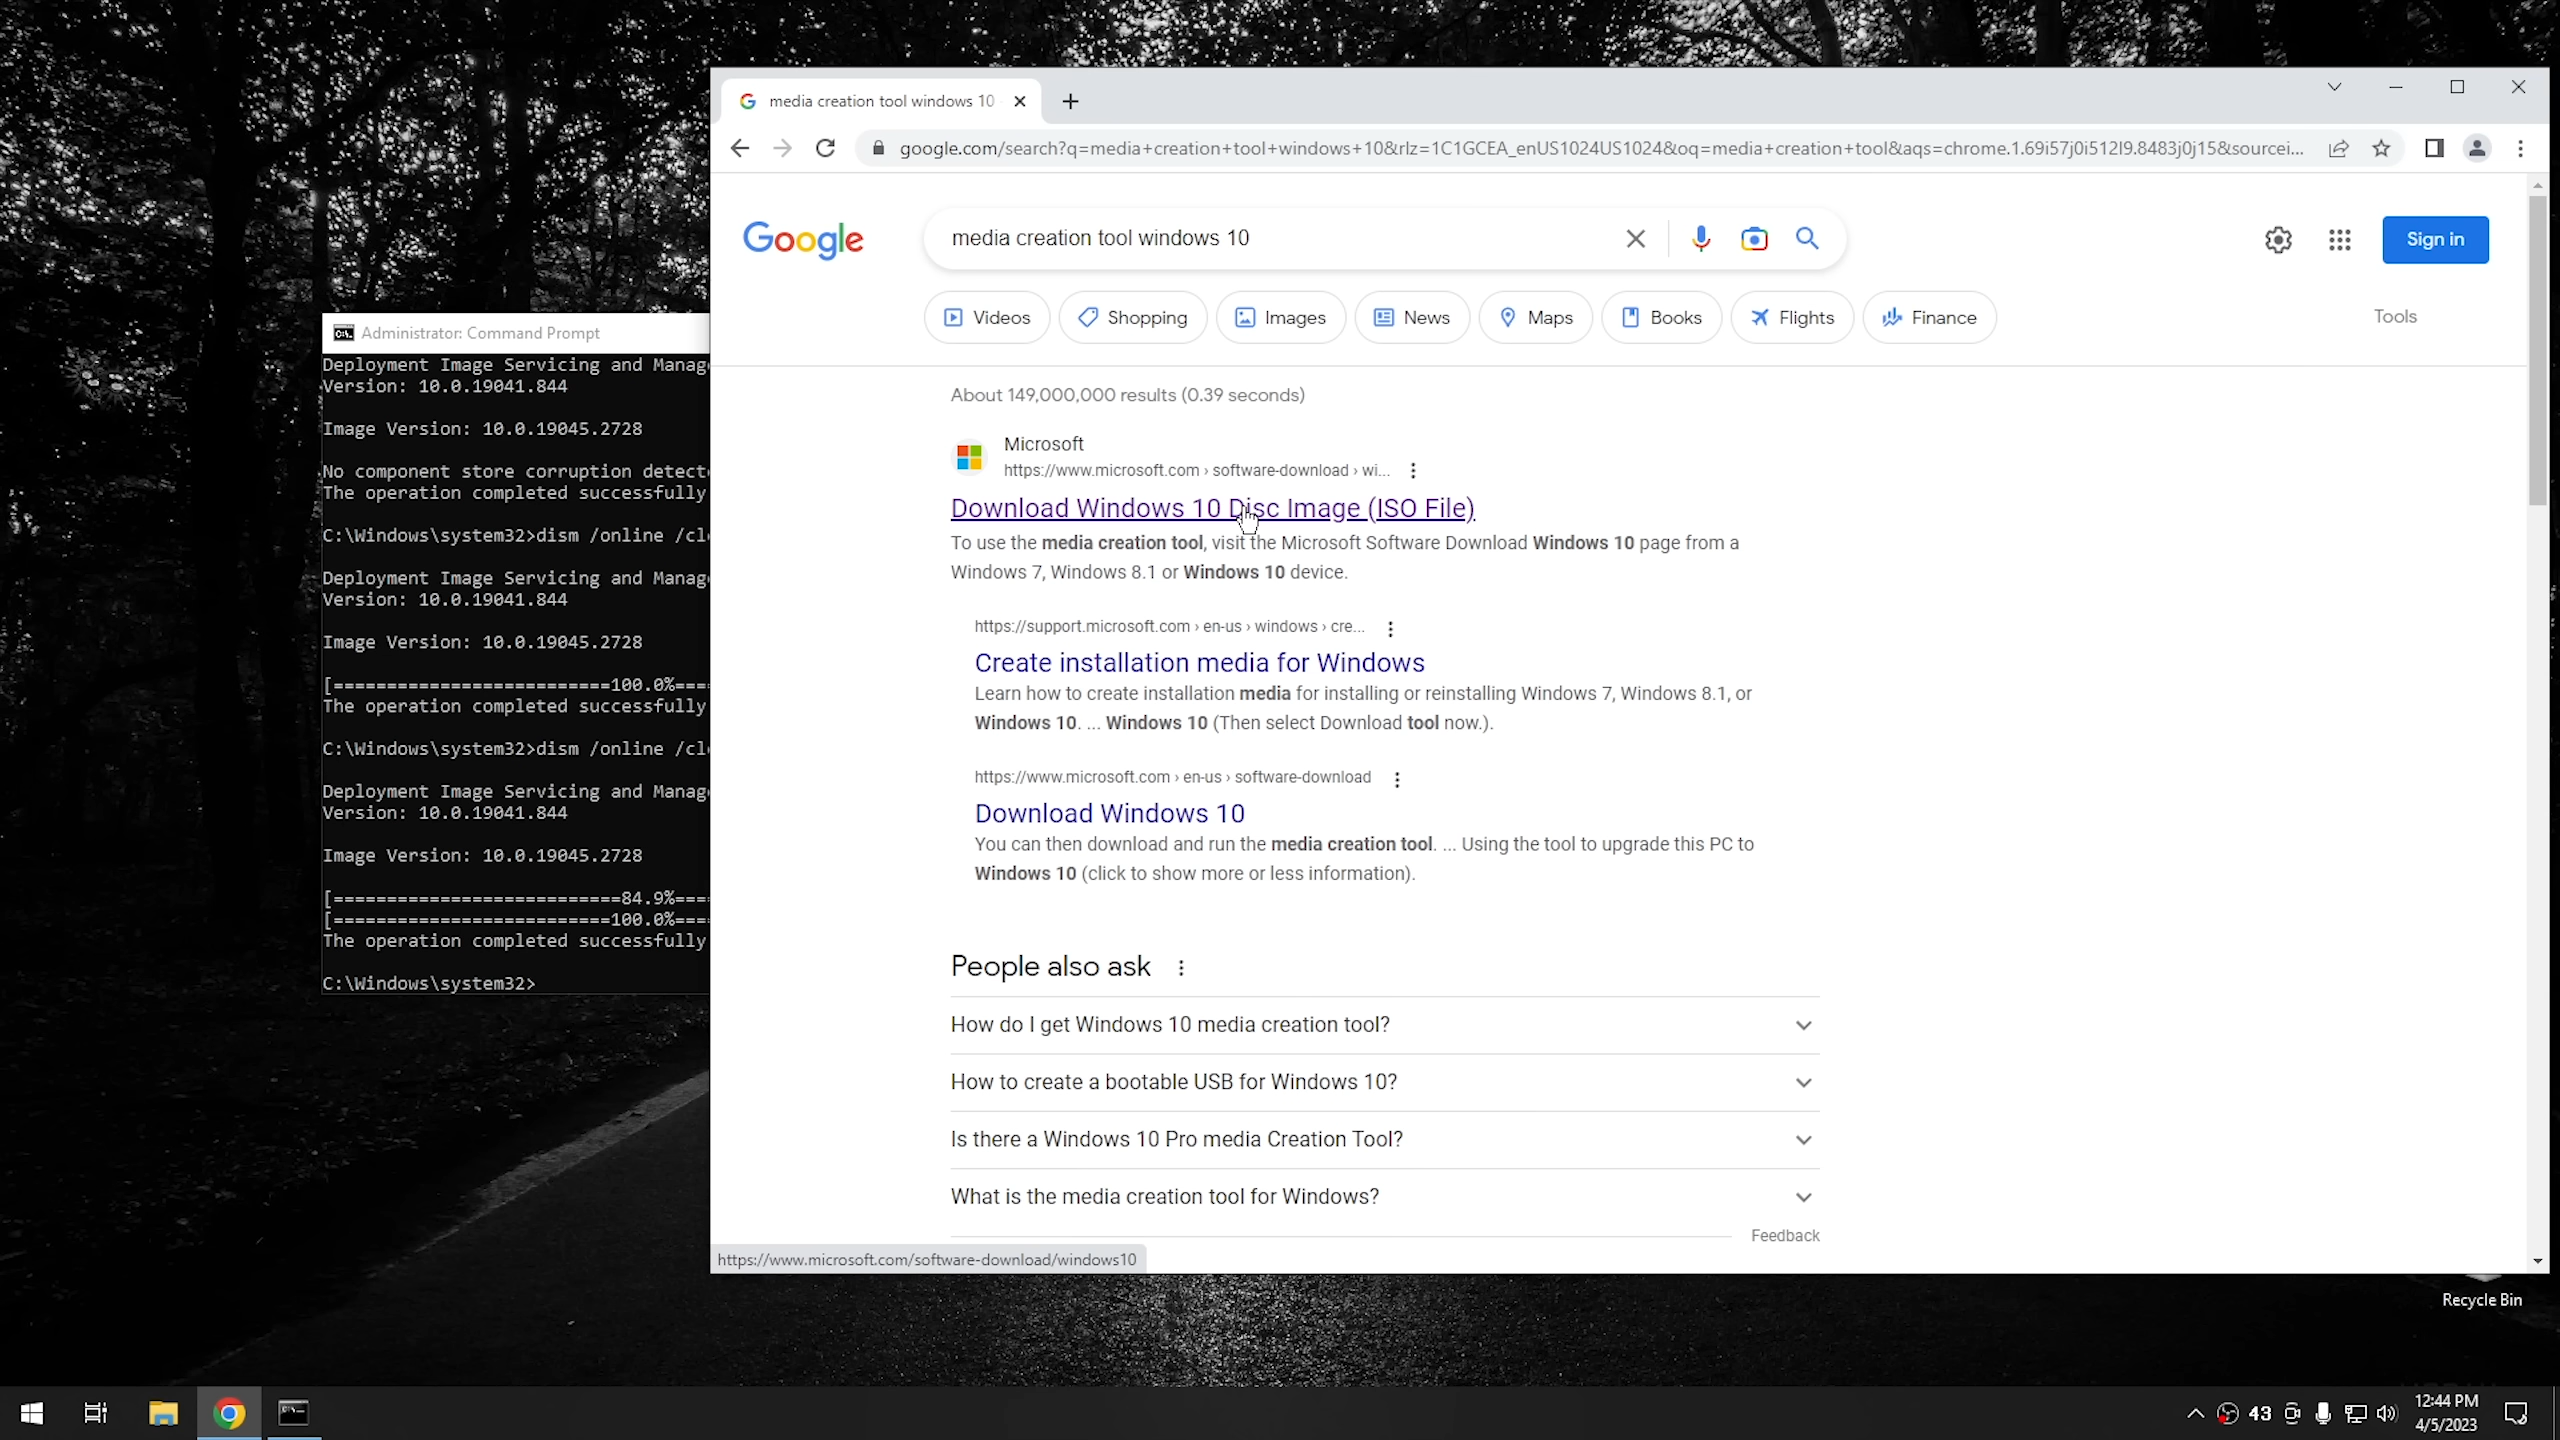 media creation tool windows 10
google.com/search?q=media+creation+tool+windows+10&rlz=1C1GCEA_enUS1024US1024&oq=media+creation+tool&aqs=chrome.1.69i57j0i512l9.8483j0j15&sourcei...
Google
media creation tool windows 10
Sign in
Videos
Shopping
Images
News
Maps
Books
Flights
Finance
Tools
About 149,000,000 results (0.39 seconds)
Microsoft
https://www.microsoft.com › software-download › wi...
Download Windows 10 Disc Image (ISO File)
To use the media creation tool, visit the Microsoft Software Download Windows 10 page from a
Windows 7, Windows 8.1 or Windows 10 device.
https://support.microsoft.com › en-us › windows › cre...
Create installation media for Windows
Learn how to create installation media for installing or reinstalling Windows 7, Windows 8.1, or
Windows 10. ... Windows 10 (Then select Download tool now.).
https://www.microsoft.com › en-us › software-download
Download Windows 10
You can then download and run the media creation tool. ... Using the tool to upgrade this PC to
Windows 10 (click to show more or less information).
People also ask
How do I get Windows 10 media creation tool?
How to create a bootable USB for Windows 10?
Is there a Windows 10 Pro media Creation Tool?
What is the media creation tool for Windows?
Feedback
https://www.microsoft.com/software-download/windows10
Administrator: Command Prompt
Deployment Image Servicing and Manag
Version: 10.0.19041.844
Image Version: 10.0.19045.2728
No component store corruption detect
The operation completed successfully
C:\Windows\system32>dism /online /cl
Deployment Image Servicing and Manag
Version: 10.0.19041.844
Image Version: 10.0.19045.2728
[==========================100.0%===
The operation completed successfully
C:\Windows\system32>dism /online /cl
Deployment Image Servicing and Manag
Version: 10.0.19041.844
Image Version: 10.0.19045.2728
[===========================84.9%===
[==========================100.0%===
The operation completed successfully
C:\Windows\system32>
Recycle Bin
43
12:44 PM
4/5/2023